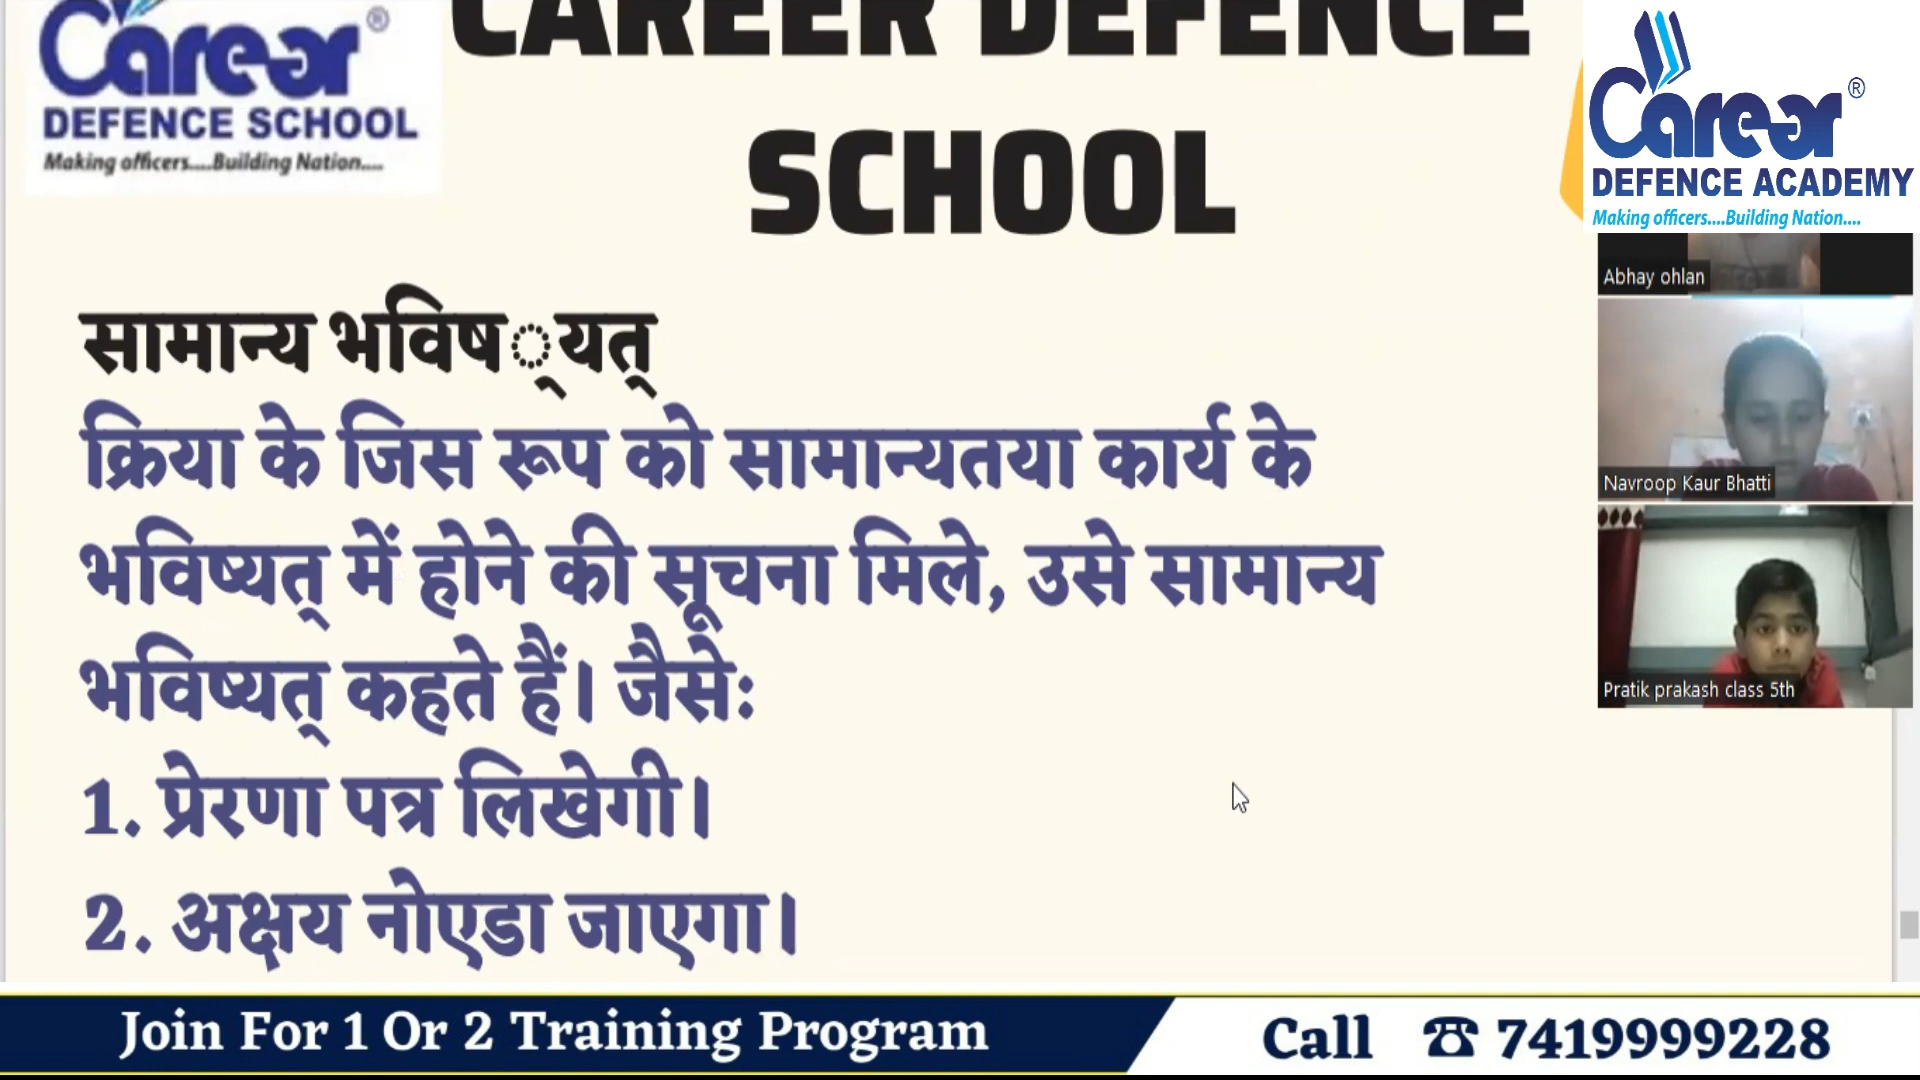 Career®
DEFENCE SCHOOL
Making officers....Building Nation....
CAREER DEFENCE
SCHOOL
Career®
DEFENCE ACADEMY
Making officers....Building Nation....
सामान्य भविष्यत्
क्रिया के जिस रूप को सामान्यतया कार्य के
भविष्यत् में होने की सूचना मिले, उसे सामान्य
भविष्यत् कहते हैं। जैसेः
1. प्रेरणा पत्र लिखेगी।
2. अक्षय नोएडा जाएगा।
Abhay ohlan
Navroop Kaur Bhatti
Pratik prakash class 5th
Join For 1 Or 2 Training Program
Call ☎ 7419999228